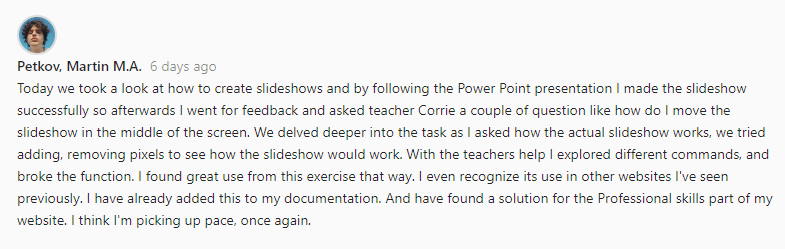 Petkov, Martin M.A. 6 days ago
Today we took a look at how to create slideshows and by following the Power Point presentation I made the slideshow
successfully so afterwards I went for feedback and asked teacher Corrie a couple of question like how do I move the
slideshow in the middle of the screen. We delved deeper into the task as I asked how the actual slideshow works, we tried
adding, removing pixels to see how the slideshow would work. With the teachers help I explored different commands, and
broke the function. I found great use from this exercise that way. I even recognize its use in other websites I've seen
previously. I have already added this to my documentation. And have found a solution for the Professional skills part of my
website. I think I'm picking up pace, once again.